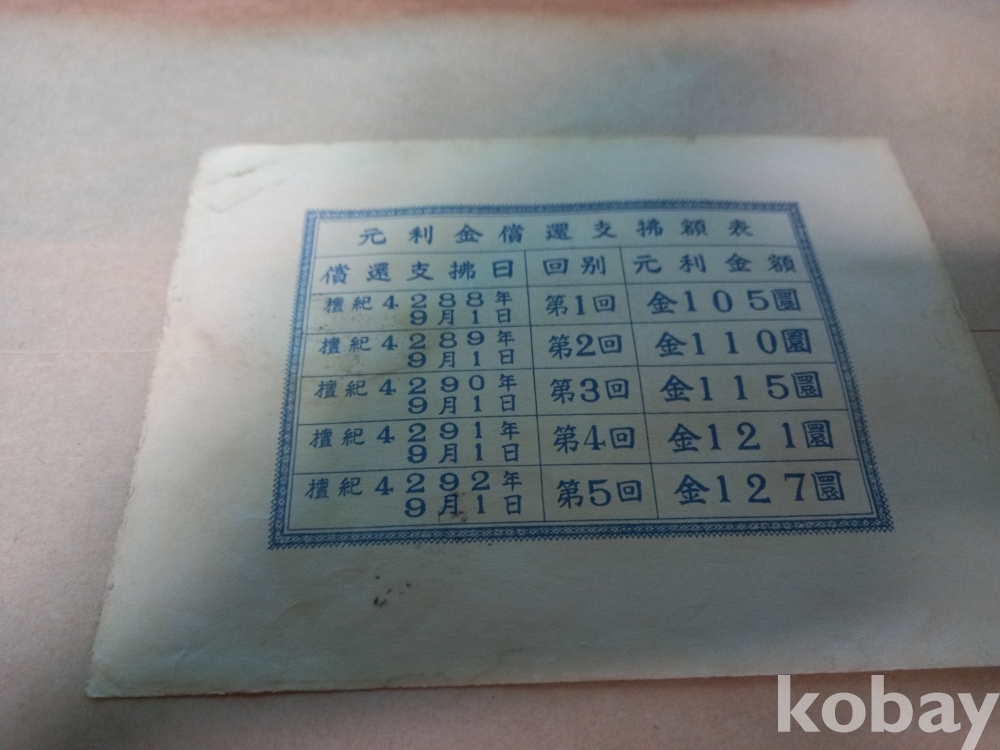 元利金償還支拂額表
償還支拂日 回別 元利金額
檀紀4288年9月1日 第1回 金105圜
檀紀4289年9月1日 第2回 金110圜
檀紀4290年9月1日 第3回 金115圜
檀紀4291年9月1日 第4回 金121圜
檀紀4292年9月1日 第5回 金127圜
kobay